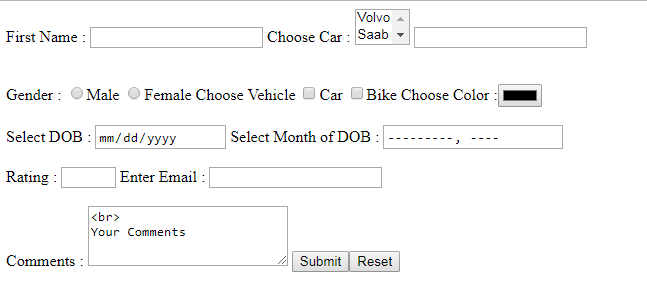 First Name : Choose Car : Volvo
Saab
Gender : Male Female Choose Vehicle Car Bike Choose Color :
Select DOB : mm/dd/yyyy Select Month of DOB : ---------, ----
Rating : Enter Email :
<br>
Your Comments
Comments : Submit Reset